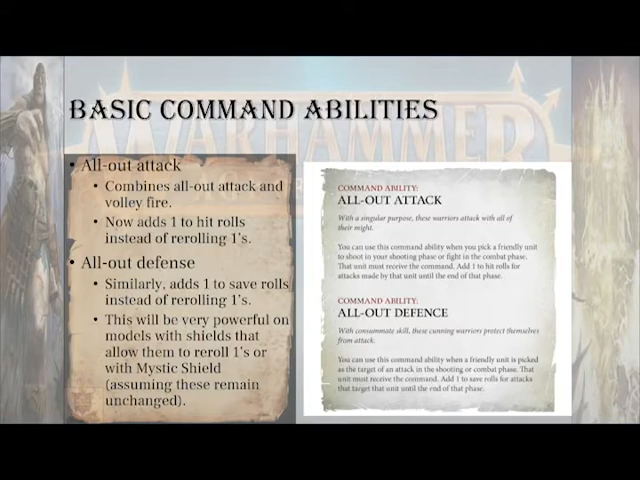 BASIC COMMAND ABILITIES
WARHAMMER
• All-out attack
• Combines all-out attack and
volley fire.
• Now adds 1 to hit rolls
instead of rerolling 1's.
• All-out defense
• Similarly, adds 1 to save rolls
instead of rerolling 1's.
• This will be very powerful on
models with shields that
allow them to reroll 1's or
with Mystic Shield
(assuming these remain
unchanged).
COMMAND ABILITY:
ALL-OUT ATTACK
With a singular purpose, these warriors attack with all of
their might.
You can use this command ability when you pick a friendly unit
to shoot in your shooting phase or fight in the combat phase.
That unit must receive the command. Add 1 to hit rolls for
attacks made by that unit until the end of that phase.
COMMAND ABILITY:
ALL-OUT DEFENCE
With consummate skill, these cunning warriors protect themselves
from attack.
You can use this command ability when a friendly unit is picked
as the target of an attack in the shooting or combat phase. That
unit must receive the command. Add 1 to save rolls for attacks
that target that unit until the end of that phase.